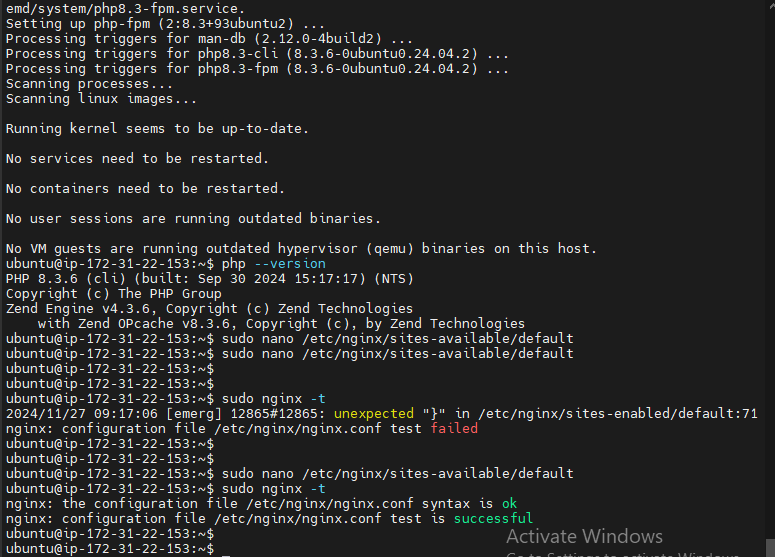 emd/system/php8.3-fpm.service.
Setting up php-fpm (2:8.3+93ubuntu2) ...
Processing triggers for man-db (2.12.0-4build2) ...
Processing triggers for php8.3-cli (8.3.6-0ubuntu0.24.04.2) ...
Processing triggers for php8.3-fpm (8.3.6-0ubuntu0.24.04.2) ...
Scanning processes...
Scanning linux images...
Running kernel seems to be up-to-date.
No services need to be restarted.
No containers need to be restarted.
No user sessions are running outdated binaries.
No VM guests are running outdated hypervisor (qemu) binaries on this host.
ubuntu@ip-172-31-22-153:~$ php --version
PHP 8.3.6 (cli) (built: Sep 30 2024 15:17:17) (NTS)
Copyright (c) The PHP Group
Zend Engine v4.3.6, Copyright (c) Zend Technologies
    with Zend OPcache v8.3.6, Copyright (c), by Zend Technologies
ubuntu@ip-172-31-22-153:~$ sudo nano /etc/nginx/sites-available/default
ubuntu@ip-172-31-22-153:~$ sudo nano /etc/nginx/sites-available/default
ubuntu@ip-172-31-22-153:~$
ubuntu@ip-172-31-22-153:~$
ubuntu@ip-172-31-22-153:~$ sudo nginx -t
2024/11/27 09:17:06 [emerg] 12865#12865: unexpected "}" in /etc/nginx/sites-enabled/default:71
nginx: configuration file /etc/nginx/nginx.conf test failed
ubuntu@ip-172-31-22-153:~$
ubuntu@ip-172-31-22-153:~$
ubuntu@ip-172-31-22-153:~$ sudo nano /etc/nginx/sites-available/default
ubuntu@ip-172-31-22-153:~$ sudo nginx -t
nginx: the configuration file /etc/nginx/nginx.conf syntax is ok
nginx: configuration file /etc/nginx/nginx.conf test is successful
ubuntu@ip-172-31-22-153:~$
ubuntu@ip-172-31-22-153:~$
Activate Windows
Go to Settings to activate Windows